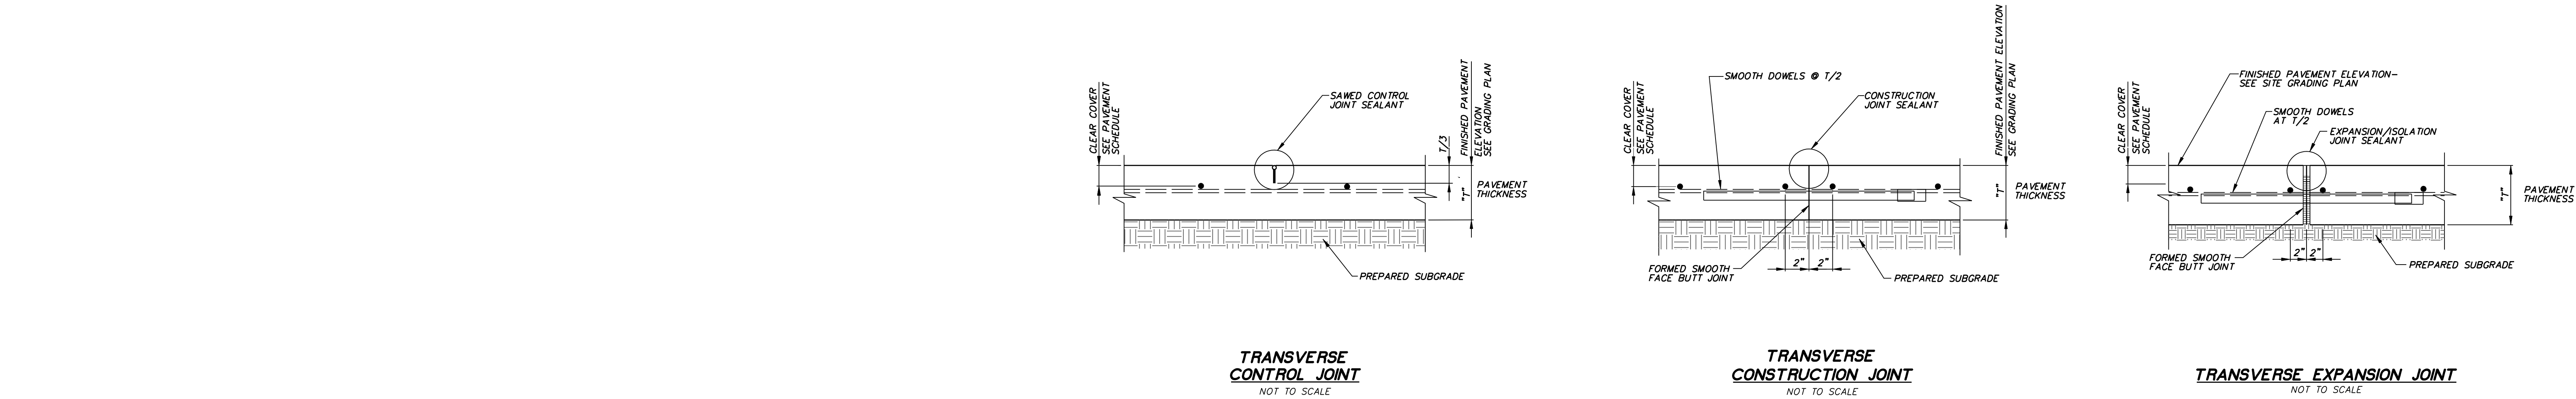 CLEAR COVER
SEE PAVEMENT
SCHEDULE
SAWED CONTROL
JOINT SEALANT
T/3
FINISHED PAVEMENT
ELEVATION
SEE GRADING PLAN
"T"
PAVEMENT
THICKNESS
PREPARED SUBGRADE
TRANSVERSE
CONTROL JOINT
NOT TO SCALE
CLEAR COVER
SEE PAVEMENT
SCHEDULE
SMOOTH DOWELS @ T/2
CONSTRUCTION
JOINT SEALANT
FINISHED PAVEMENT ELEVATION
SEE GRADING PLAN
"T"
PAVEMENT
THICKNESS
FORMED SMOOTH
FACE BUTT JOINT
2"
2"
PREPARED SUBGRADE
TRANSVERSE
CONSTRUCTION JOINT
NOT TO SCALE
CLEAR COVER
SEE PAVEMENT
SCHEDULE
FINISHED PAVEMENT ELEVATION-
SEE SITE GRADING PLAN
SMOOTH DOWELS
AT T/2
EXPANSION/ISOLATION
JOINT SEALANT
"T"
PAVEMENT
THICKNESS
FORMED SMOOTH
FACE BUTT JOINT
2"
2"
PREPARED SUBGRADE
TRANSVERSE EXPANSION JOINT
NOT TO SCALE